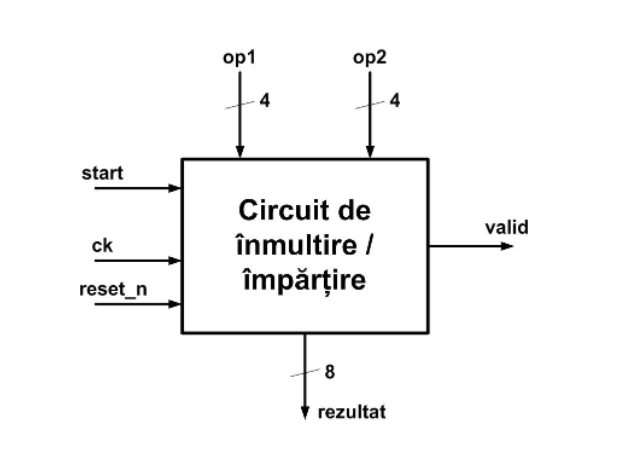 op1
op2
4
4
start
Circuit de
înmultire /
împărțire
valid
ck
reset_n
8
rezultat